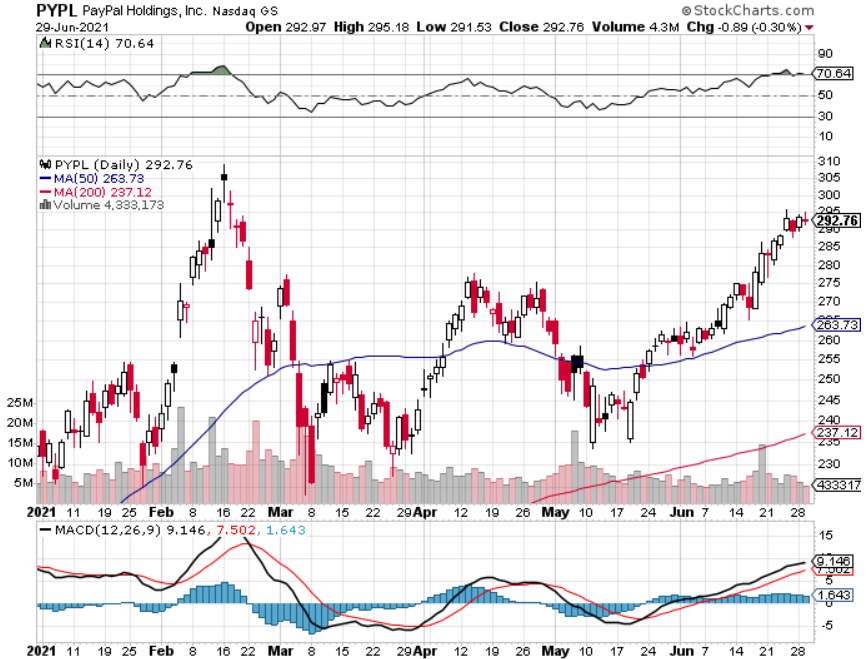 PYPL PayPal Holdings, Inc. Nasdaq GS © StockCharts.com
29-Jun-2021 Open 292.97 High 295.18 Low 291.53 Close 292.76 Volume 4.3M Chg -0.89 (-0.30%)
RSI(14) 70.64
90
70.64
50
30
10
PYPL (Daily) 292.76
MA(50) 263.73
MA(200) 237.12
Volume 4,333,173
310
305
300
295
292.76
290
285
280
275
270
265
263.73
260
255
250
245
240
237.12
235
230
433317
25M
20M
15M
10M
5M
2021 11 19 25 Feb 8 16 22 Mar 8 15 22 29 Apr 12 19 26 May 10 17 24 Jun 7 14 21 28
MACD(12,26,9) 9.146, 7.502, 1.643
15
9.146
7.502
5
1.643
0
-5
2021 11 19 25 Feb 8 16 22 Mar 8 15 22 29 Apr 12 19 26 May 10 17 24 Jun 7 14 21 28